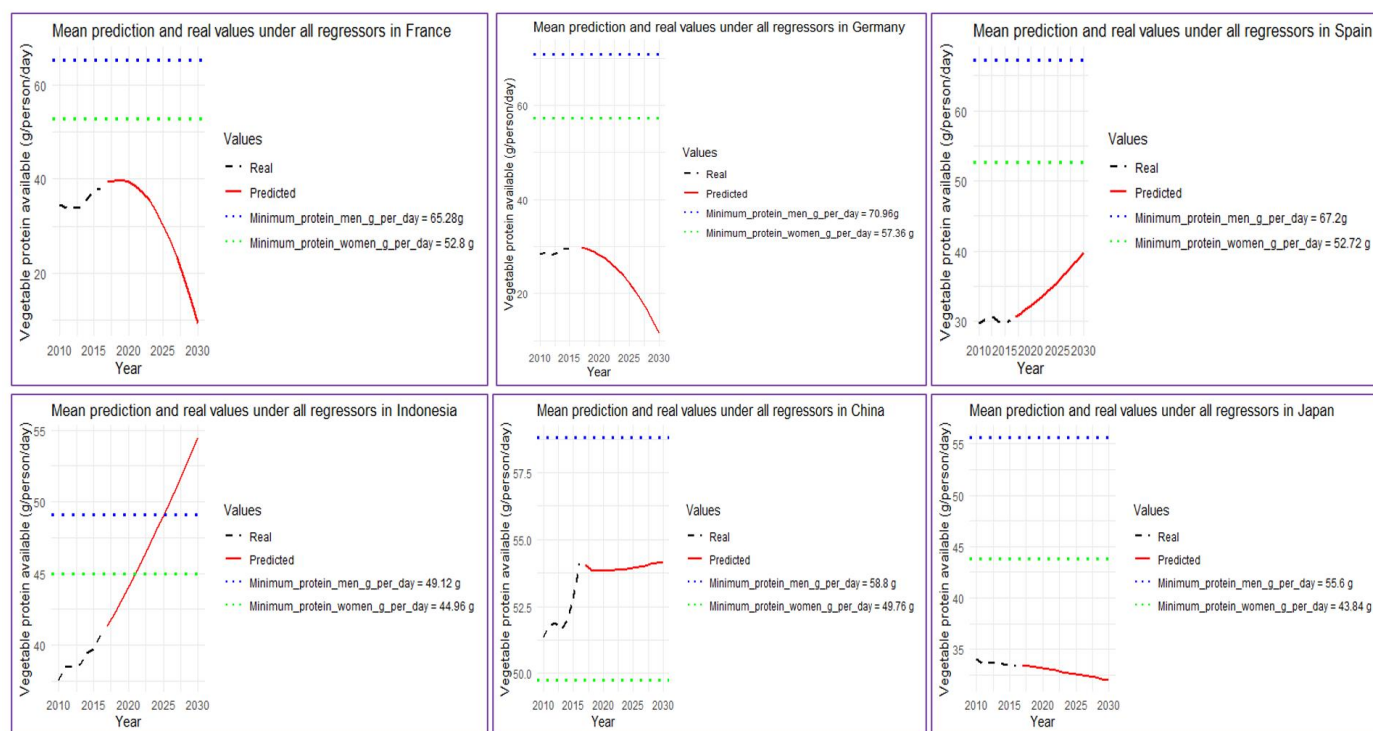 Mean prediction and real values under all regressors in France
Vegetable protein available (g/person/day)
60
40
20
2010 2015 2020 2025 2030
Year
Values
Real
Predicted
Minimum_protein_men_g_per_day = 65.28g
Minimum_protein_women_g_per_day = 52.8 g
Mean prediction and real values under all regressors in Germany
Vegetable protein available (g/person/day)
60
40
20
2010 2015 2020 2025 2030
Year
Values
Real
Predicted
Minimum_protein_men_g_per_day = 70.96g
Minimum_protein_women_g_per_day = 57.36 g
Mean prediction and real values under all regressors in Spain
Vegetable protein available (g/person/day)
60
50
40
30
2010 2015 2020 2025 2030
Year
Values
Real
Predicted
Minimum_protein_men_g_per_day = 67.2g
Minimum_protein_women_g_per_day = 52.72 g
Mean prediction and real values under all regressors in Indonesia
Vegetable protein available (g/person/day)
55
50
45
40
2010 2015 2020 2025 2030
Year
Values
Real
Predicted
Minimum_protein_men_g_per_day = 49.12 g
Minimum_protein_women_g_per_day = 44.96 g
Mean prediction and real values under all regressors in China
Vegetable protein available (g/person/day)
57.5
55.0
52.5
50.0
2010 2015 2020 2025 2030
Year
Values
Real
Predicted
Minimum_protein_men_g_per_day = 58.8 g
Minimum_protein_women_g_per_day = 49.76 g
Mean prediction and real values under all regressors in Japan
Vegetable protein available (g/person/day)
55
50
45
40
35
2010 2015 2020 2025 2030
Year
Values
Real
Predicted
Minimum_protein_men_g_per_day = 55.6 g
Minimum_protein_women_g_per_day = 43.84 g